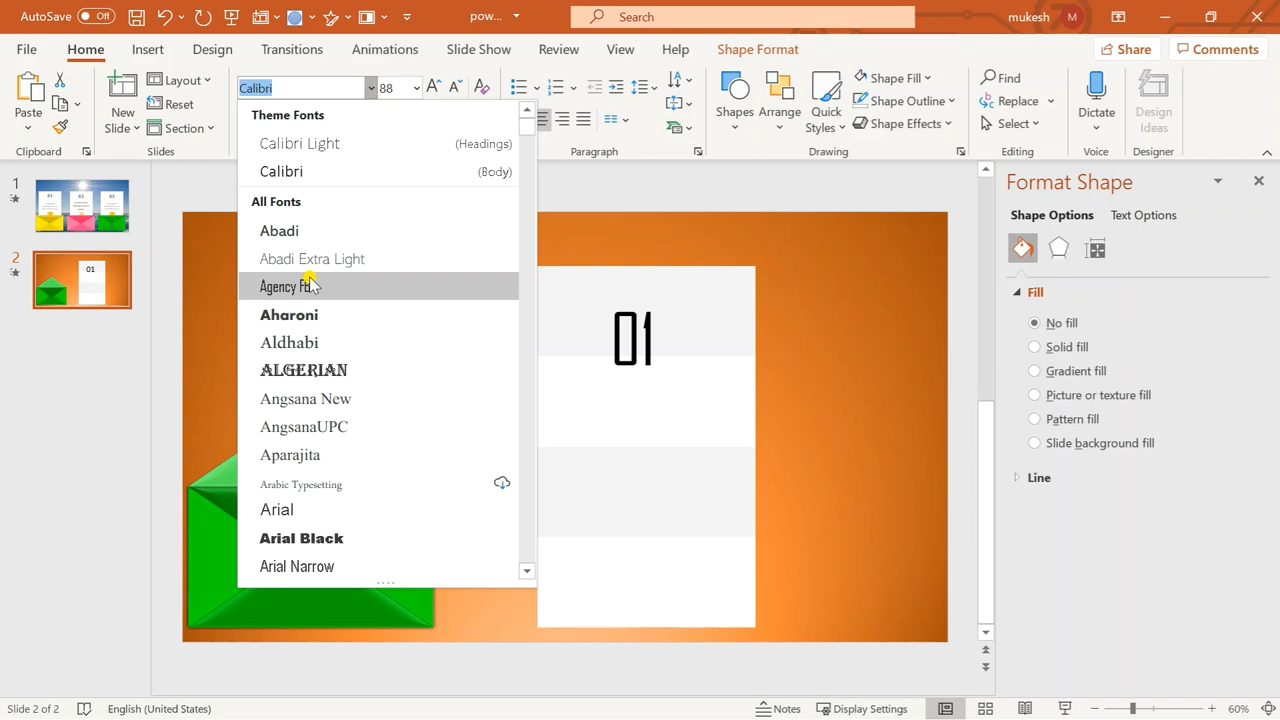 AutoSave Off pow... Search mukesh M
File Home Insert Design Transitions Animations Slide Show Review View Help Shape Format Share Comments
Paste
Clipboard
New
Slide
Layout
Reset
Section
Slides
Calibri 88
Paragraph
Shapes
Arrange
Quick
Styles
Shape Fill
Shape Outline
Shape Effects
Drawing
Find
Replace
Select
Editing
Dictate
Voice
Design
Ideas
Designer
Theme Fonts
Calibri Light (Headings)
Calibri (Body)
All Fonts
Abadi
Abadi Extra Light
Agency FB
Aharoni
Aldhabi
ALGERIAN
Angsana New
AngsanaUPC
Aparajita
Arabic Typesetting
Arial
Arial Black
Arial Narrow
1
2
01
01
Format Shape
Shape Options Text Options
Fill
No fill
Solid fill
Gradient fill
Picture or texture fill
Pattern fill
Slide background fill
Line
Slide 2 of 2 English (United States) Notes Display Settings 60%